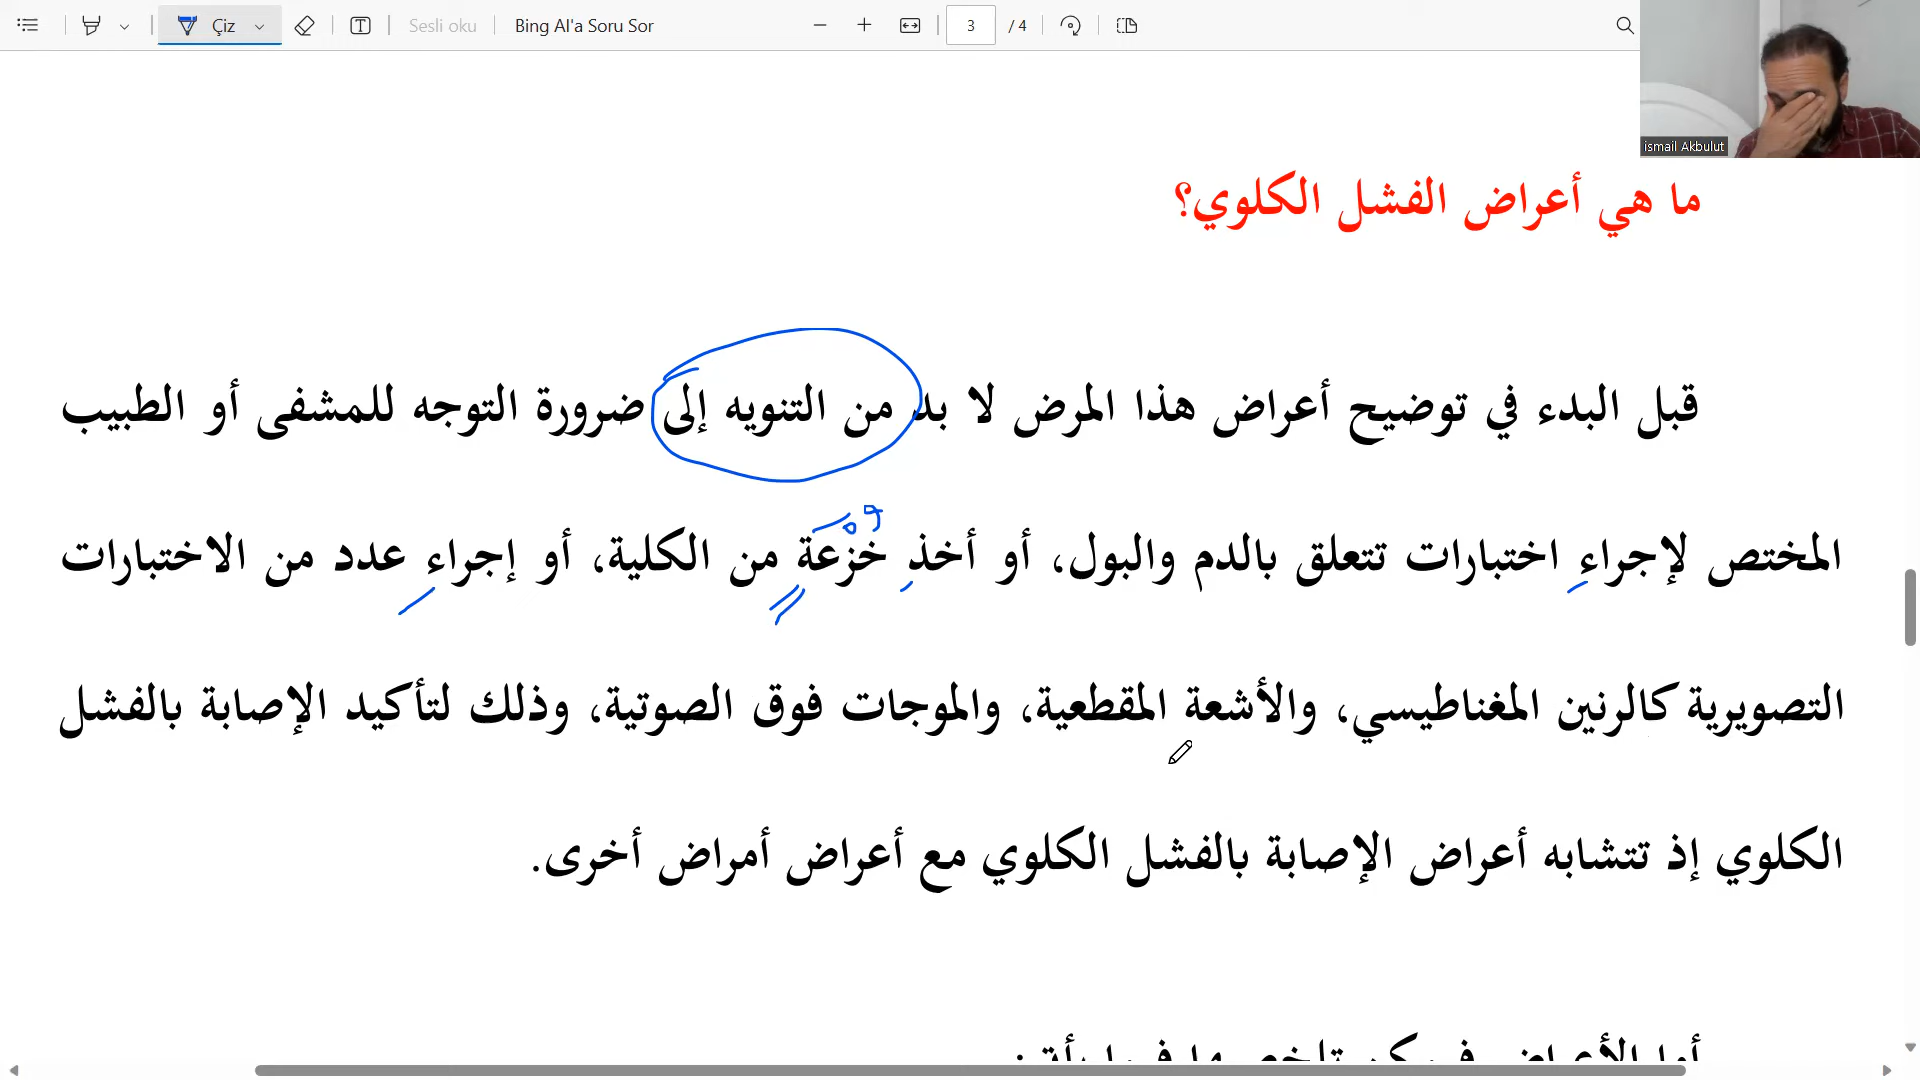 Çiz
Sesli oku
Bing AI'a Soru Sor
3 / 4
ismail Akbulut
ما هي أعراض الفشل الكلوي؟
قبل البدء في توضيح أعراض هذا المرض لا بد من التنويه إلى ضرورة التوجه للمشفى أو الطبيب
المختص لإجراءِ اختبارات تتعلق بالدم والبول، أو أخذِ خزعة من الكلية، أو إجراءِ عدد من الاختبارات
التصويرية كالرنين المغناطيسي، والأشعة المقطعية، والموجات فوق الصوتية، وذلك لتأكيد الإصابة بالفشل
الكلوي إذ تتشابه أعراض الإصابة بالفشل الكلوي مع أعراض أمراض أخرى.